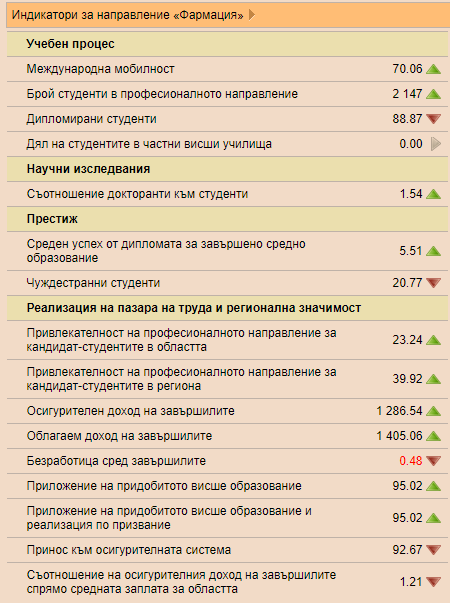 Индикатори за направление «Фармация»
Учебен процес
Международна мобилност 70.06
Брой студенти в професионалното направление 2 147
Дипломирани студенти 88.87
Дял на студентите в частни висши училища 0.00
Научни изследвания
Съотношение докторанти към студенти 1.54
Престиж
Среден успех от дипломата за завършено средно
образование 5.51
Чуждестранни студенти 20.77
Реализация на пазара на труда и регионална значимост
Привлекателност на професионалното направление за
кандидат-студентите в областта 23.24
Привлекателност на професионалното направление за
кандидат-студентите в региона 39.92
Осигурителен доход на завършилите 1 286.54
Облагаем доход на завършилите 1 405.06
Безработица сред завършилите 0.48
Приложение на придобитото висше образование 95.02
Приложение на придобитото висше образование и
реализация по призвание 95.02
Принос към осигурителната система 92.67
Съотношение на осигурителния доход на завършилите
спрямо средната заплата за областта 1.21